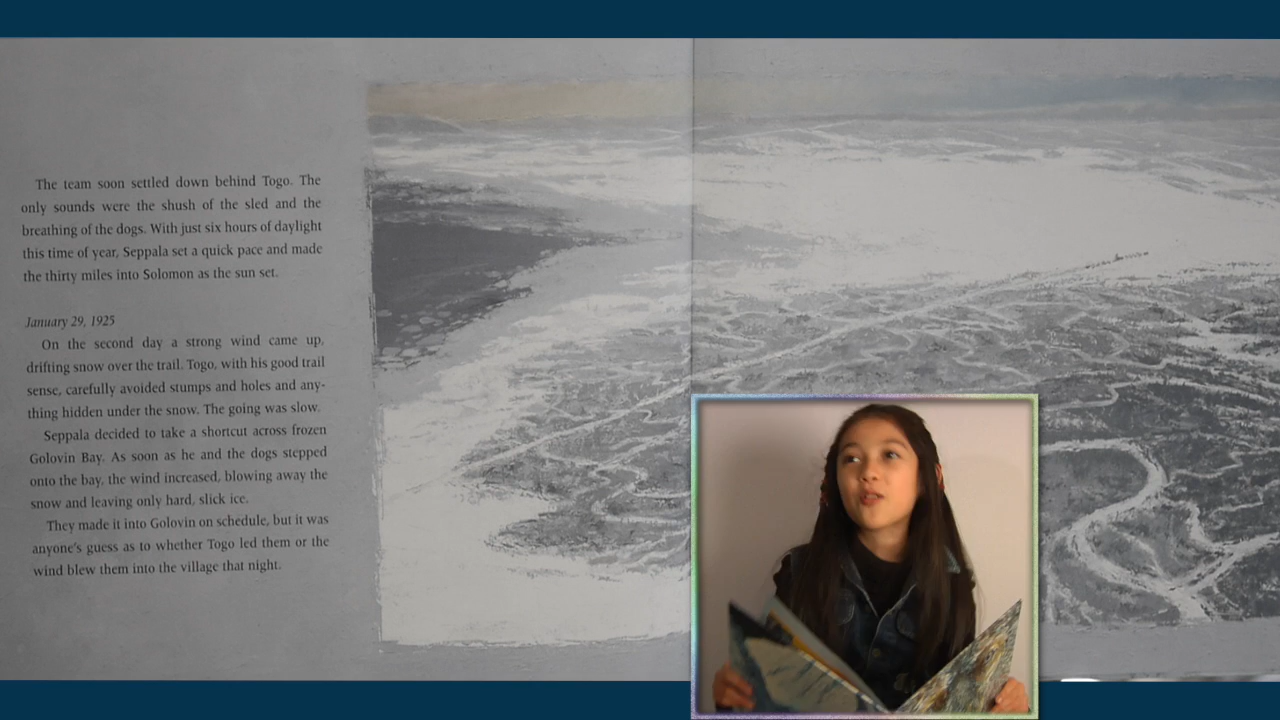 The team soon settled down behind Togo. The
only sounds were the shush of the sled and the
breathing of the dogs. With just six hours of daylight
this time of year, Seppala set a quick pace and made
the thirty miles into Solomon as the sun set.
January 29, 1925
On the second day a strong wind came up,
drifting snow over the trail. Togo, with his good trail
sense, carefully avoided stumps and holes and any-
thing hidden under the snow. The going was slow.
Seppala decided to take a shortcut across frozen
Golovin Bay. As soon as he and the dogs stepped
onto the bay, the wind increased, blowing away the
snow and leaving only hard, slick ice.
They made it into Golovin on schedule, but it was
anyone's guess as to whether Togo led them or the
wind blew them into the village that night.